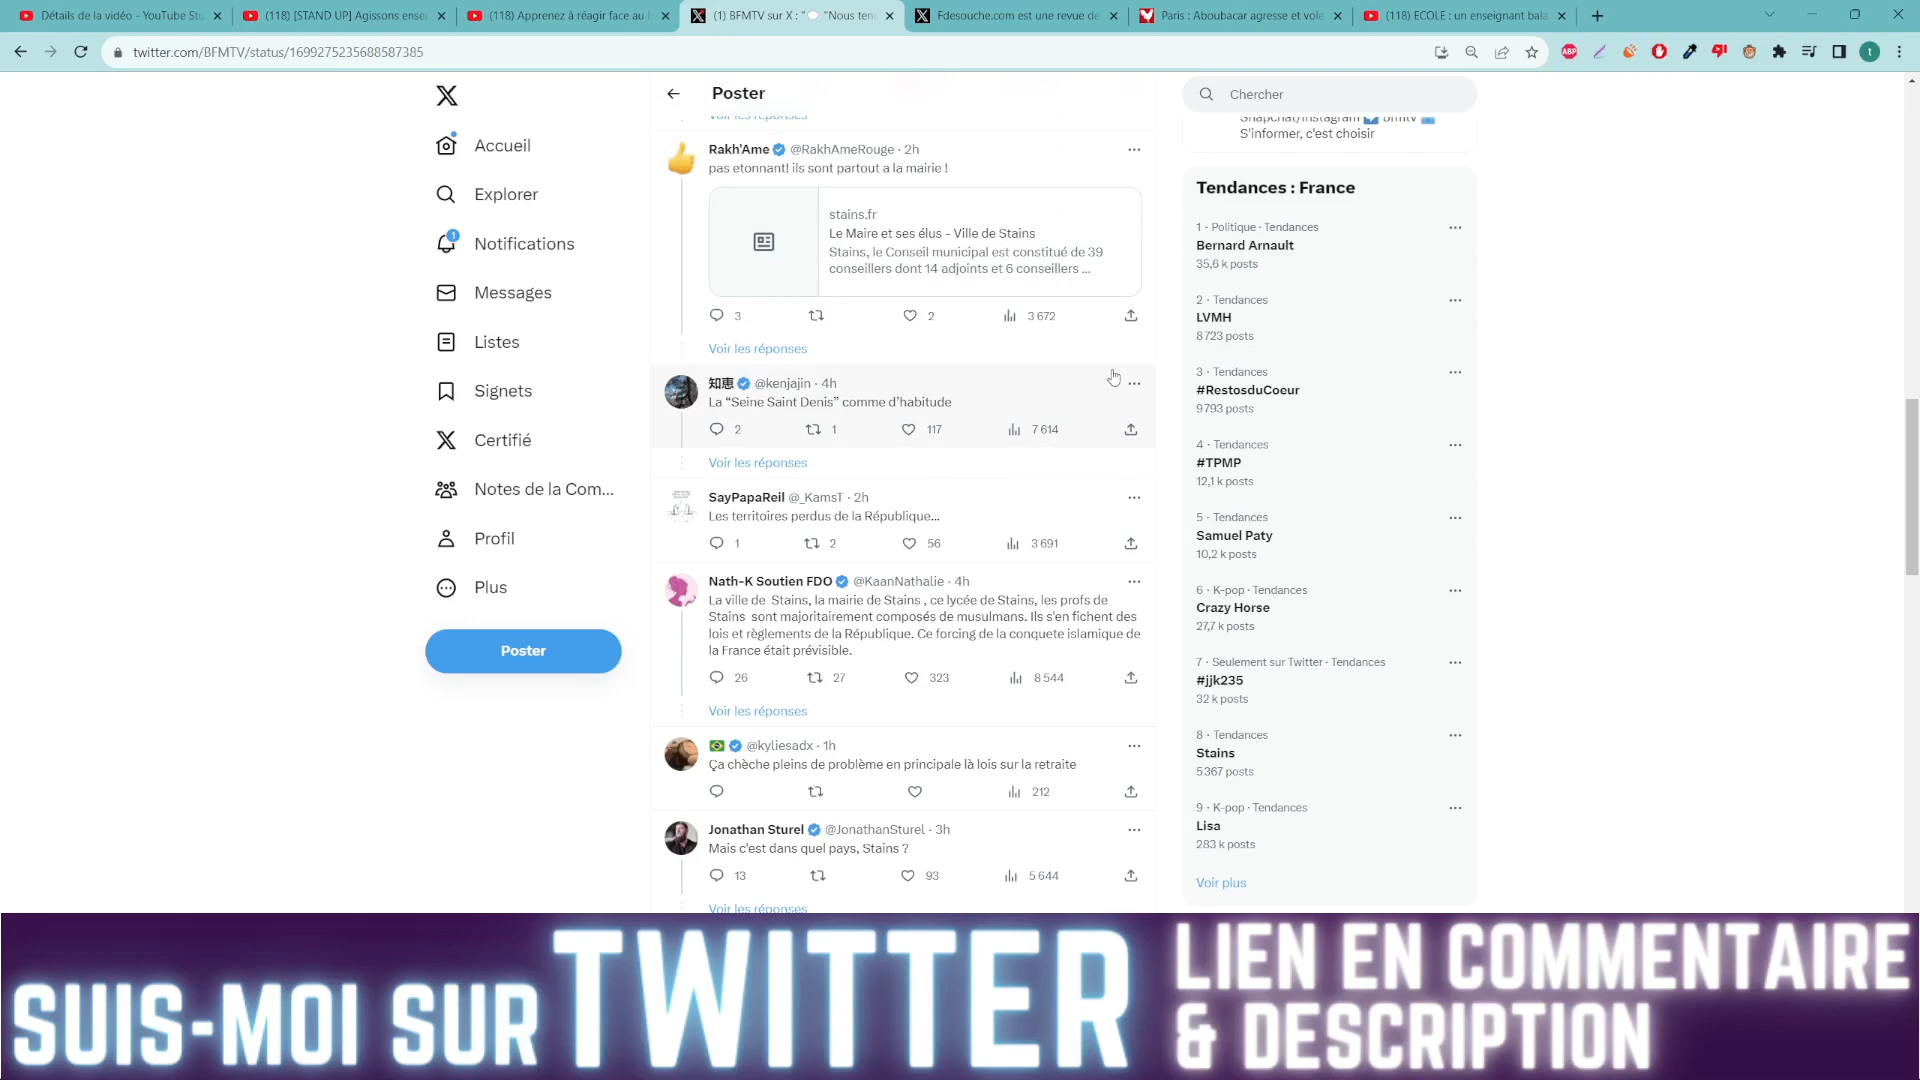 Détails de la vidéo - YouTube Stu
(118) [STAND UP] Agissons ense
(118) Apprenez à réagir face au h
(1) BFMTV sur X : "💬 "Nous ten
Fdesouche.com est une revue de
Paris : Aboubacar agresse et vole
(118) ECOLE : un enseignant bala
twitter.com/BFMTV/status/1699275235688587385
ABP
t
Accueil
Explorer
1
Notifications
Messages
Listes
Signets
Certifié
Notes de la Com...
Profil
Plus
Poster
Poster
Voir les réponses
Rakh'Ame @RakhAmeRouge · 2h
pas etonnant! ils sont partout a la mairie !
stains.fr
Le Maire et ses élus - Ville de Stains
Stains, le Conseil municipal est constitué de 39
conseillers dont 14 adjoints et 6 conseillers ...
3 2 3 672
Voir les réponses
知恵 @kenjajin · 4h
La “Seine Saint Denis” comme d’habitude
2 1 117 7 614
Voir les réponses
SayPapaReil @_KamsT · 2h
Les territoires perdus de la République...
1 2 56 3 691
Nath-K Soutien FDO @KaanNathalie · 4h
La ville de Stains, la mairie de Stains , ce lycée de Stains, les profs de
Stains sont majoritairement composés de musulmans. Ils s'en fichent des
lois et règlements de la République. Ce forcing de la conquete islamique de
la France était prévisible.
26 27 323 8 544
Voir les réponses
🇧🇷 @kyliesadx · 1h
Ça chèche pleins de problème en principale là lois sur la retraite
212
Jonathan Sturel @JonathanSturel · 3h
Mais c'est dans quel pays, Stains ?
13 93 5 644
Voir les réponses
Chercher
Snapchat/Instagram ➡️ bfmtv
S'informer, c'est choisir
Tendances : France
1 · Politique · Tendances
Bernard Arnault
35,6 k posts
2 · Tendances
LVMH
8 723 posts
3 · Tendances
#RestosduCoeur
9 793 posts
4 · Tendances
#TPMP
12,1 k posts
5 · Tendances
Samuel Paty
10,2 k posts
6 · K-pop · Tendances
Crazy Horse
27,7 k posts
7 · Seulement sur Twitter · Tendances
#jjk235
32 k posts
8 · Tendances
Stains
5 367 posts
9 · K-pop · Tendances
Lisa
283 k posts
Voir plus
SUIS-MOI SUR TWITTER
LIEN EN COMMENTAIRE
& DESCRIPTION